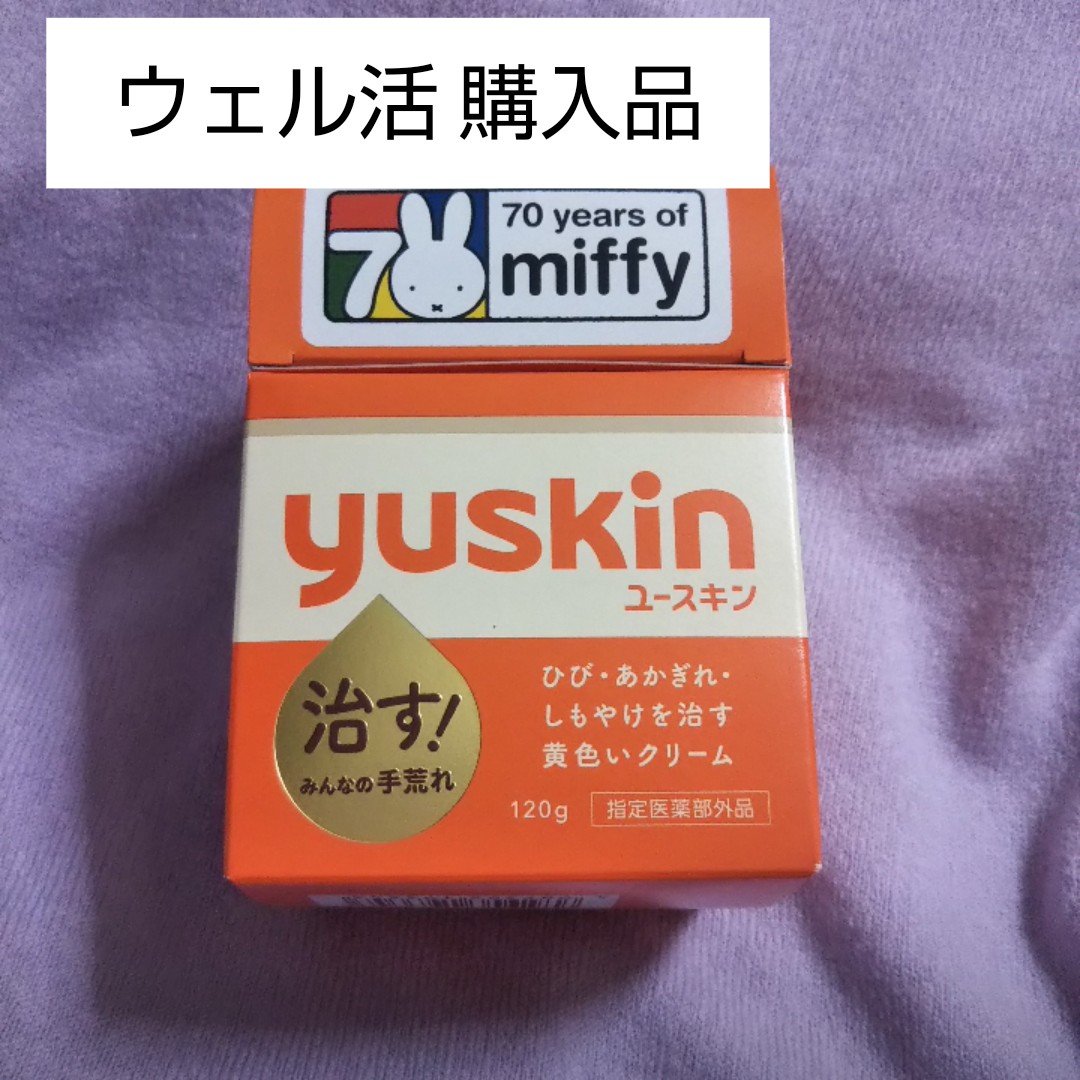 ウェル活 購入品
70 years of
miffy
yuskin
ユースキン
治す!
みんなの手荒れ
ひび・あかぎれ・
しもやけを治す
黄色いクリーム
120g 指定医薬部外品